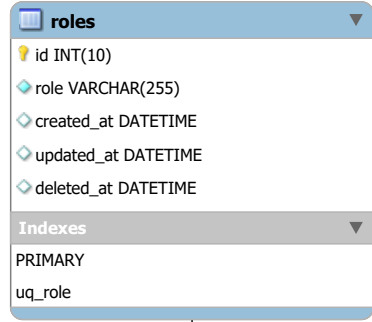 roles
id INT(10)
role VARCHAR(255)
created_at DATETIME
updated_at DATETIME
deleted_at DATETIME
Indexes
PRIMARY
uq_role